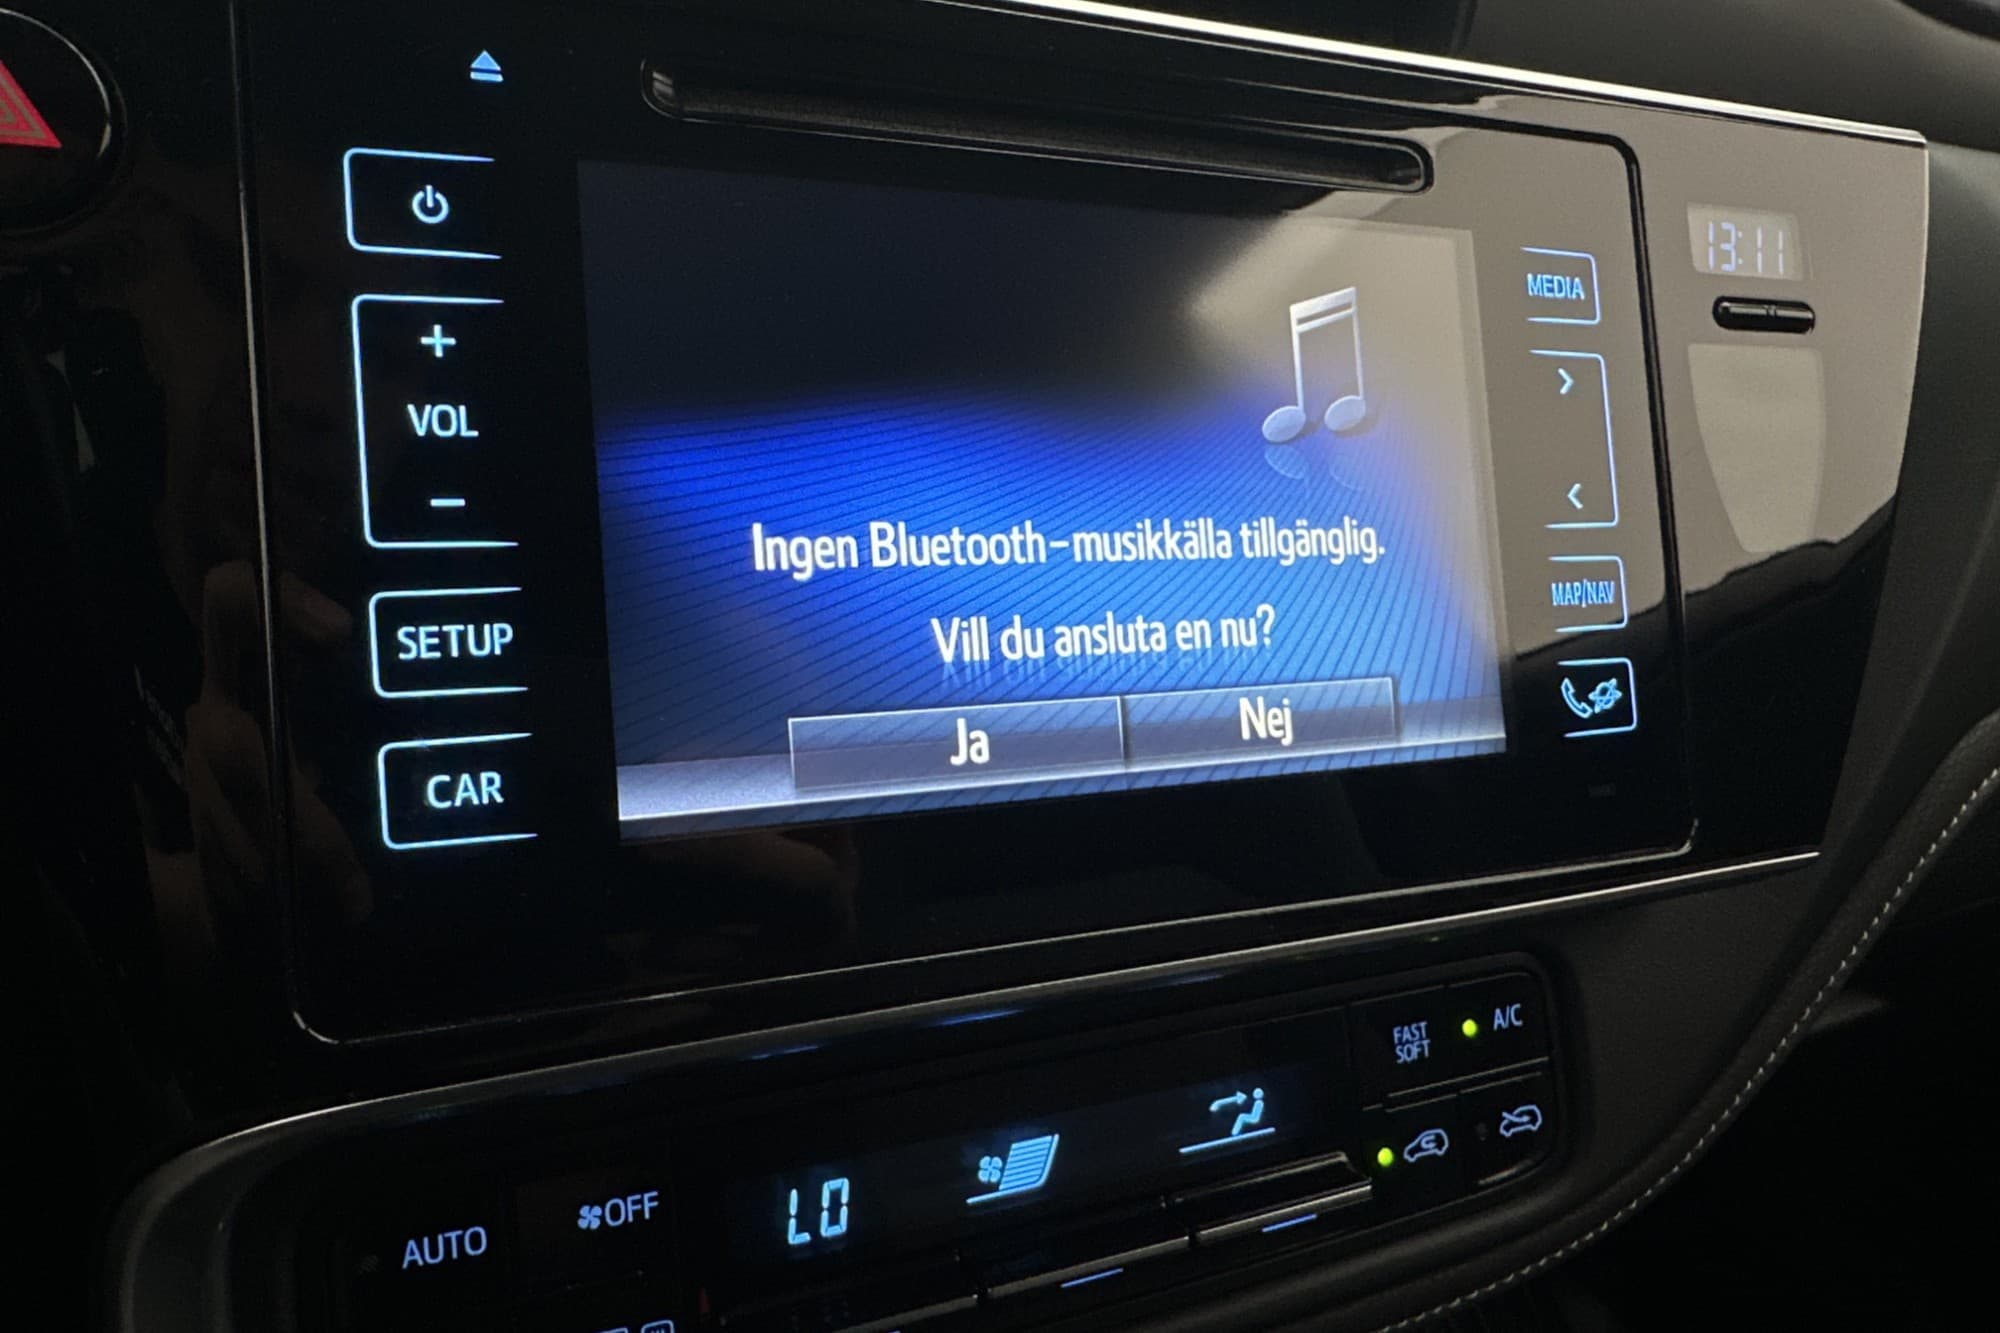 VOL
SETUP
CAR
Ingen Bluetooth-musikkälla tillgänglig.
Vill du ansluta en nu?
Ja
Nej
MEDIA
MAP/NAV
13:11
FAST
SOFT
A/C
AUTO
OFF
LO